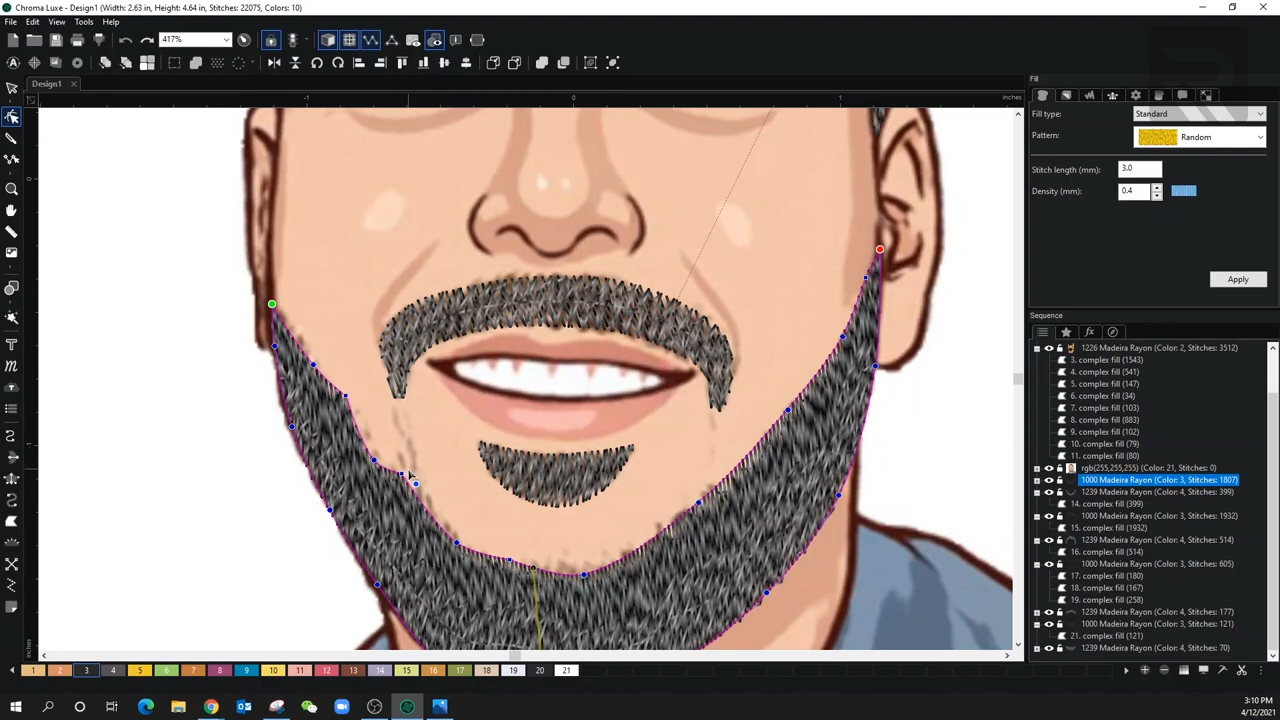 Chroma Luxe - Design1 (Width: 2.63 in, Height: 4.64 in, Stitches: 22075, Colors: 10)
File Edit View Tools Help
417%
Design1
-1 0 1 inches
0
inches
Fill
Fill type: Standard
Pattern: Random
Stitch length (mm): 3.0
Density (mm): 0.4
Apply
Sequence
1226 Madeira Rayon (Color: 2, Stitches: 3512)
3. complex fill (1543)
4. complex fill (541)
5. complex fill (147)
6. complex fill (34)
7. complex fill (103)
8. complex fill (883)
9. complex fill (102)
10. complex fill (79)
11. complex fill (80)
rgb(255,255,255) (Color: 21, Stitches: 0)
1000 Madeira Rayon (Color: 3, Stitches: 1807)
1239 Madeira Rayon (Color: 4, Stitches: 399)
14. complex fill (399)
1000 Madeira Rayon (Color: 3, Stitches: 1932)
15. complex fill (1932)
1239 Madeira Rayon (Color: 4, Stitches: 514)
16. complex fill (514)
1000 Madeira Rayon (Color: 3, Stitches: 605)
17. complex fill (180)
18. complex fill (167)
19. complex fill (258)
1239 Madeira Rayon (Color: 4, Stitches: 177)
1000 Madeira Rayon (Color: 3, Stitches: 121)
21. complex fill (121)
1239 Madeira Rayon (Color: 4, Stitches: 70)
1 2 3 4 5 6 7 8 9 10 11 12 13 14 15 16 17 18 19 20 21
3:10 PM
4/12/2021